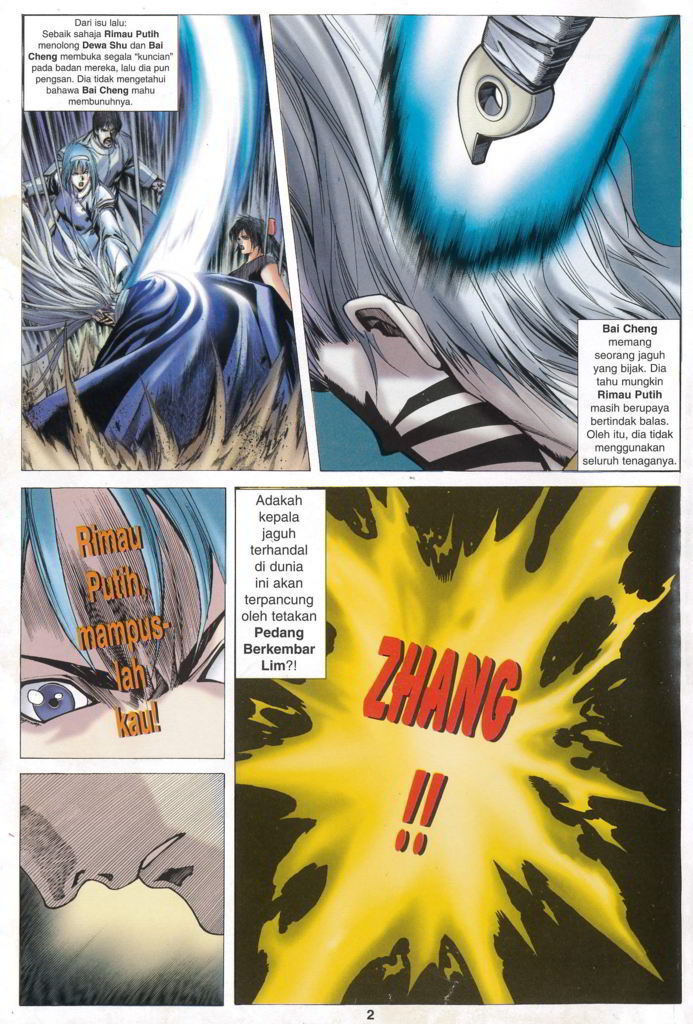 Dari isu lalu:
Sebaik sahaja Rimau Putih
menolong Dewa Shu dan Bai
Cheng membuka segala “kuncian”
pada badan mereka, lalu dia pun
pengsan. Dia tidak mengetahui
bahawa Bai Cheng mahu
membunuhnya.
Bai Cheng
memang
seorang jaguh
yang bijak. Dia
tahu mungkin
Rimau Putih
masih berupaya
bertindak balas.
Oleh itu, dia tidak
menggunakan
seluruh tenaganya.
Rimau
Putih,
mampus-
lah
kau!
Adakah
kepala
jaguh
terhandal
di dunia
ini akan
terpancung
oleh tetakan
Pedang
Berkembar
Lim?!
ZHANG
!!
2